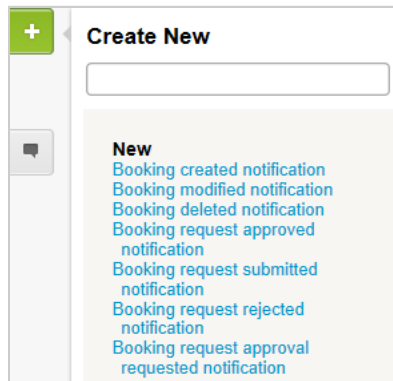 Create New
New
Booking created notification
Booking modified notification
Booking deleted notification
Booking request approved
notification
Booking request submitted
notification
Booking request rejected
notification
Booking request approval
requested notification